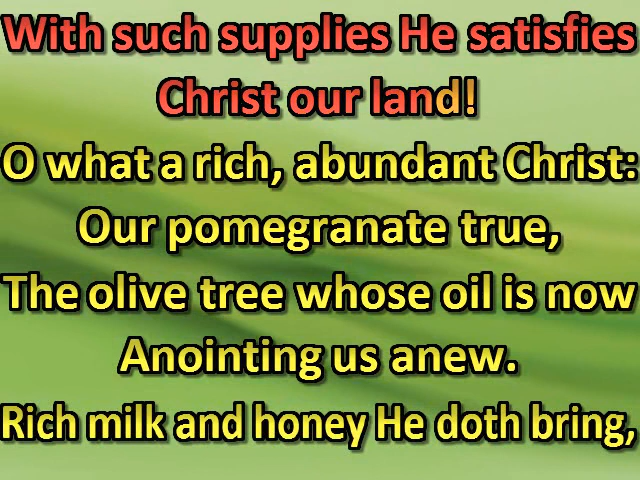 With such supplies He satisfies
Christ our land!
O what a rich, abundant Christ:
Our pomegranate true,
The olive tree whose oil is now
Anointing us anew.
Rich milk and honey He doth bring,